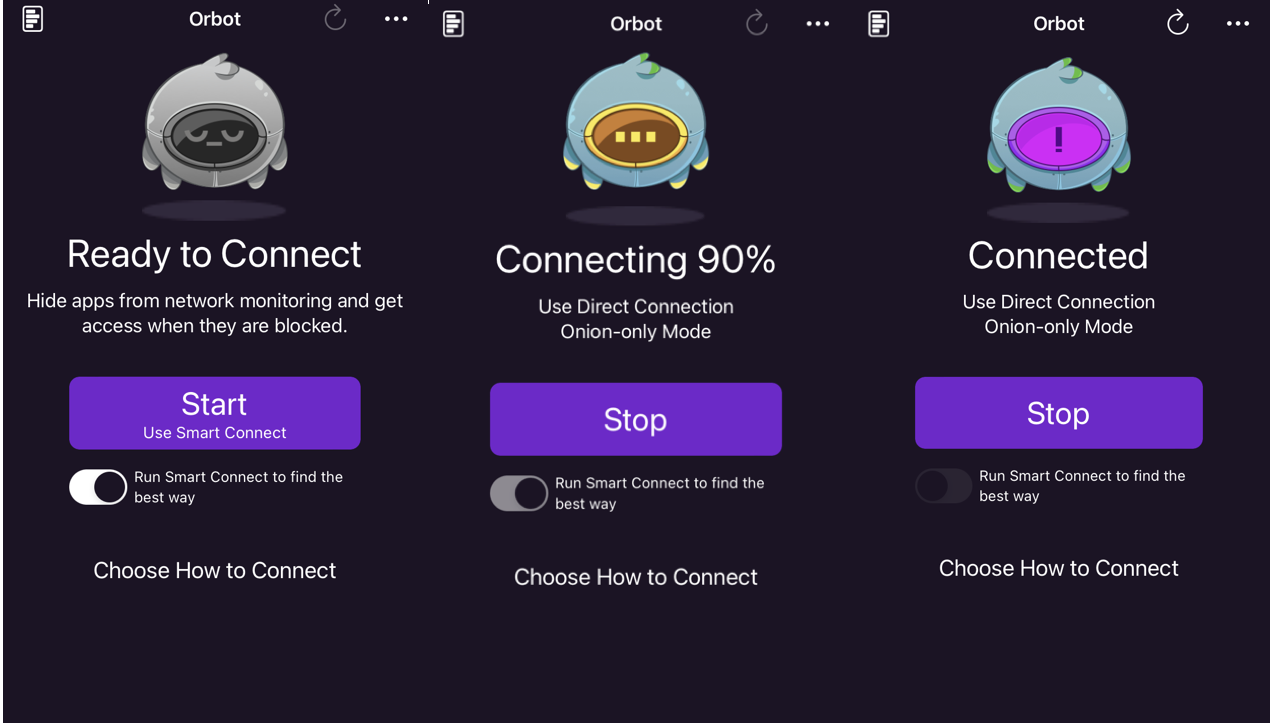 Orbot
Ready to Connect
Hide apps from network monitoring and get
access when they are blocked.
Start
Use Smart Connect
Run Smart Connect to find the
best way
Choose How to Connect
Orbot
Connecting 90%
Use Direct Connection
Onion-only Mode
Stop
Run Smart Connect to find the
best way
Choose How to Connect
Orbot
!
Connected
Use Direct Connection
Onion-only Mode
Stop
Run Smart Connect to find the
best way
Choose How to Connect